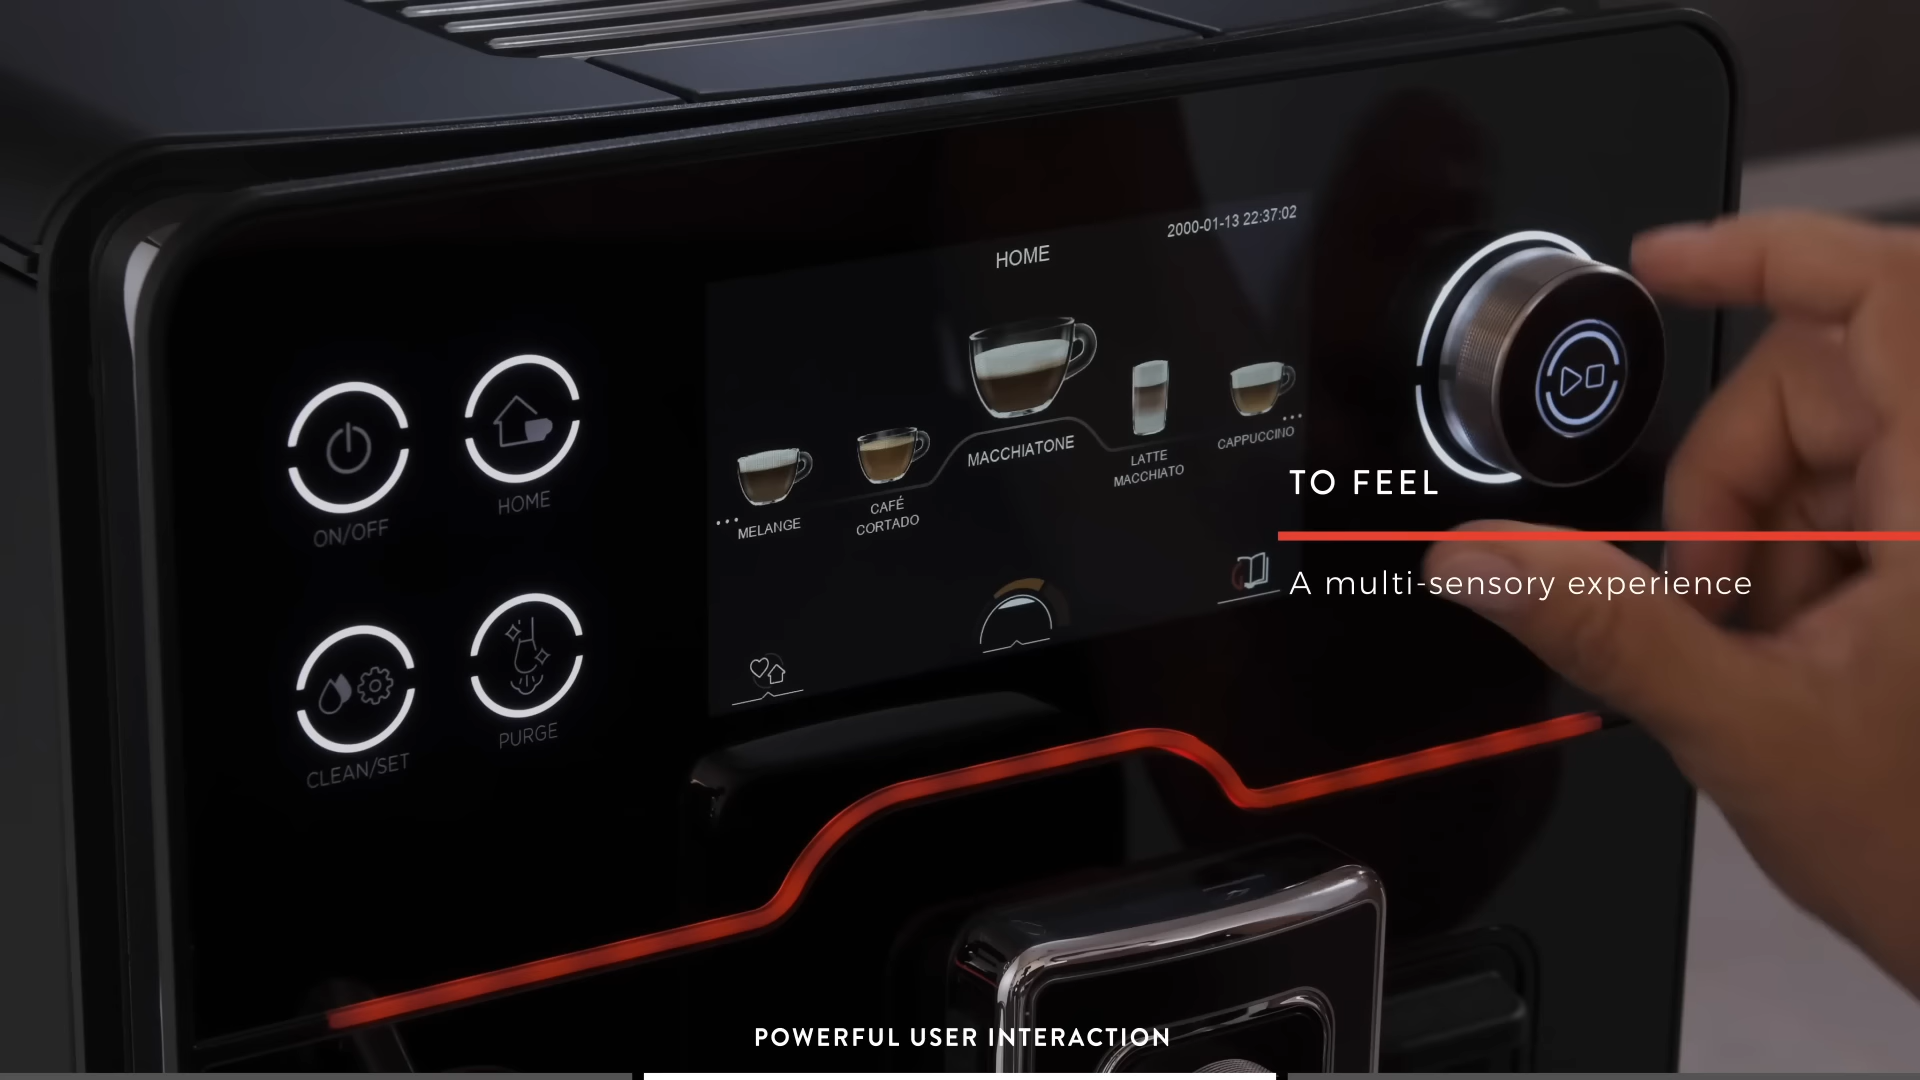 2000-01-13 22:37:02
HOME
MACCHIATONE
LATTE
MACCHIATO
CAPPUCCINO
CAFÉ
CORTADO
MELANGE
ON/OFF
HOME
CLEAN/SET
PURGE
TO FEEL
A multi-sensory experience
POWERFUL USER INTERACTION